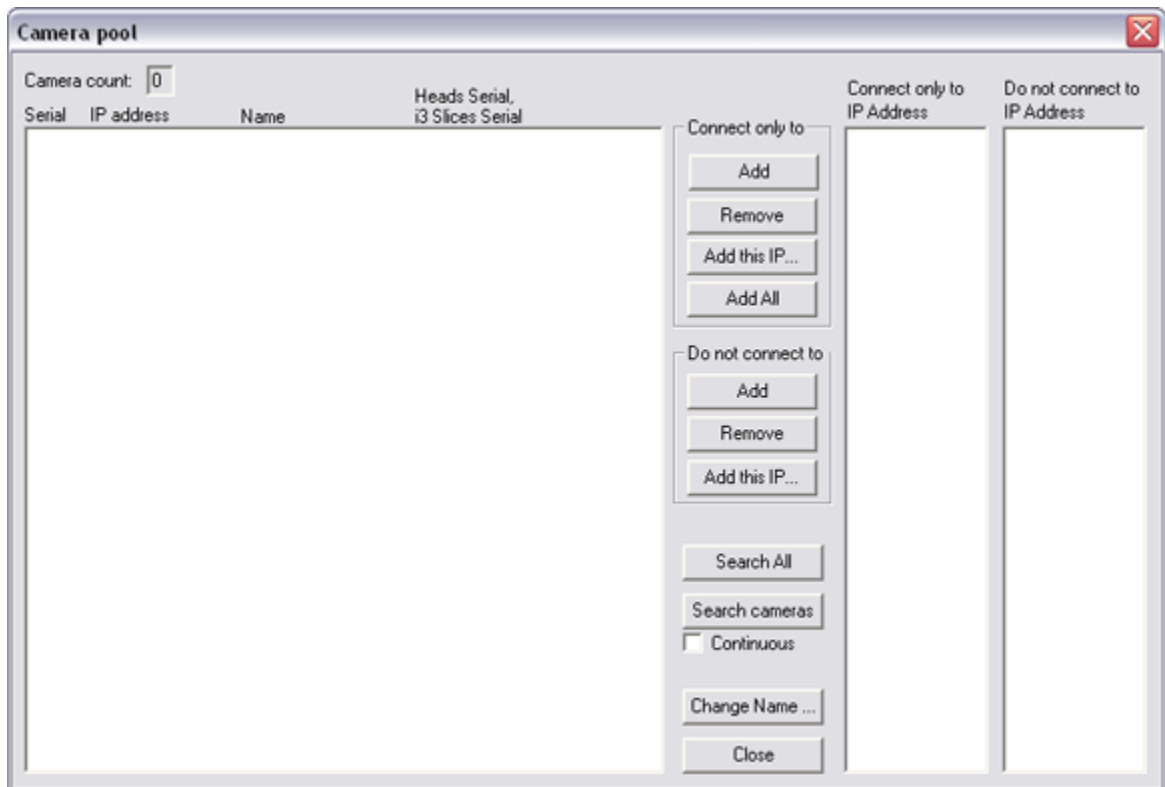 Camera pool
Camera count: 0
Serial IP address Name Heads Serial,
i3 Slices Serial
Connect only to
Add
Remove
Add this IP...
Add All
Do not connect to
Add
Remove
Add this IP...
Search All
Search cameras
Continuous
Change Name ...
Close
Connect only to
IP Address
Do not connect to
IP Address